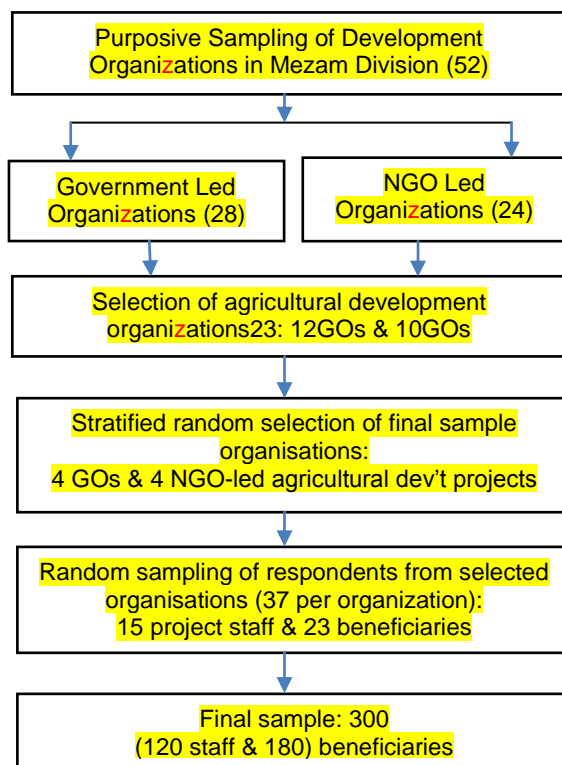 Purposive Sampling of Development
Organizations in Mezam Division (52)
Government Led
Organizations (28)
NGO Led
Organizations (24)
Selection of agricultural development
organizations23: 12GOs & 10GOs
Stratified random selection of final sample
organisations:
4 GOs & 4 NGO-led agricultural dev't projects
Random sampling of respondents from selected
organisations (37 per organization):
15 project staff & 23 beneficiaries
Final sample: 300
(120 staff & 180) beneficiaries